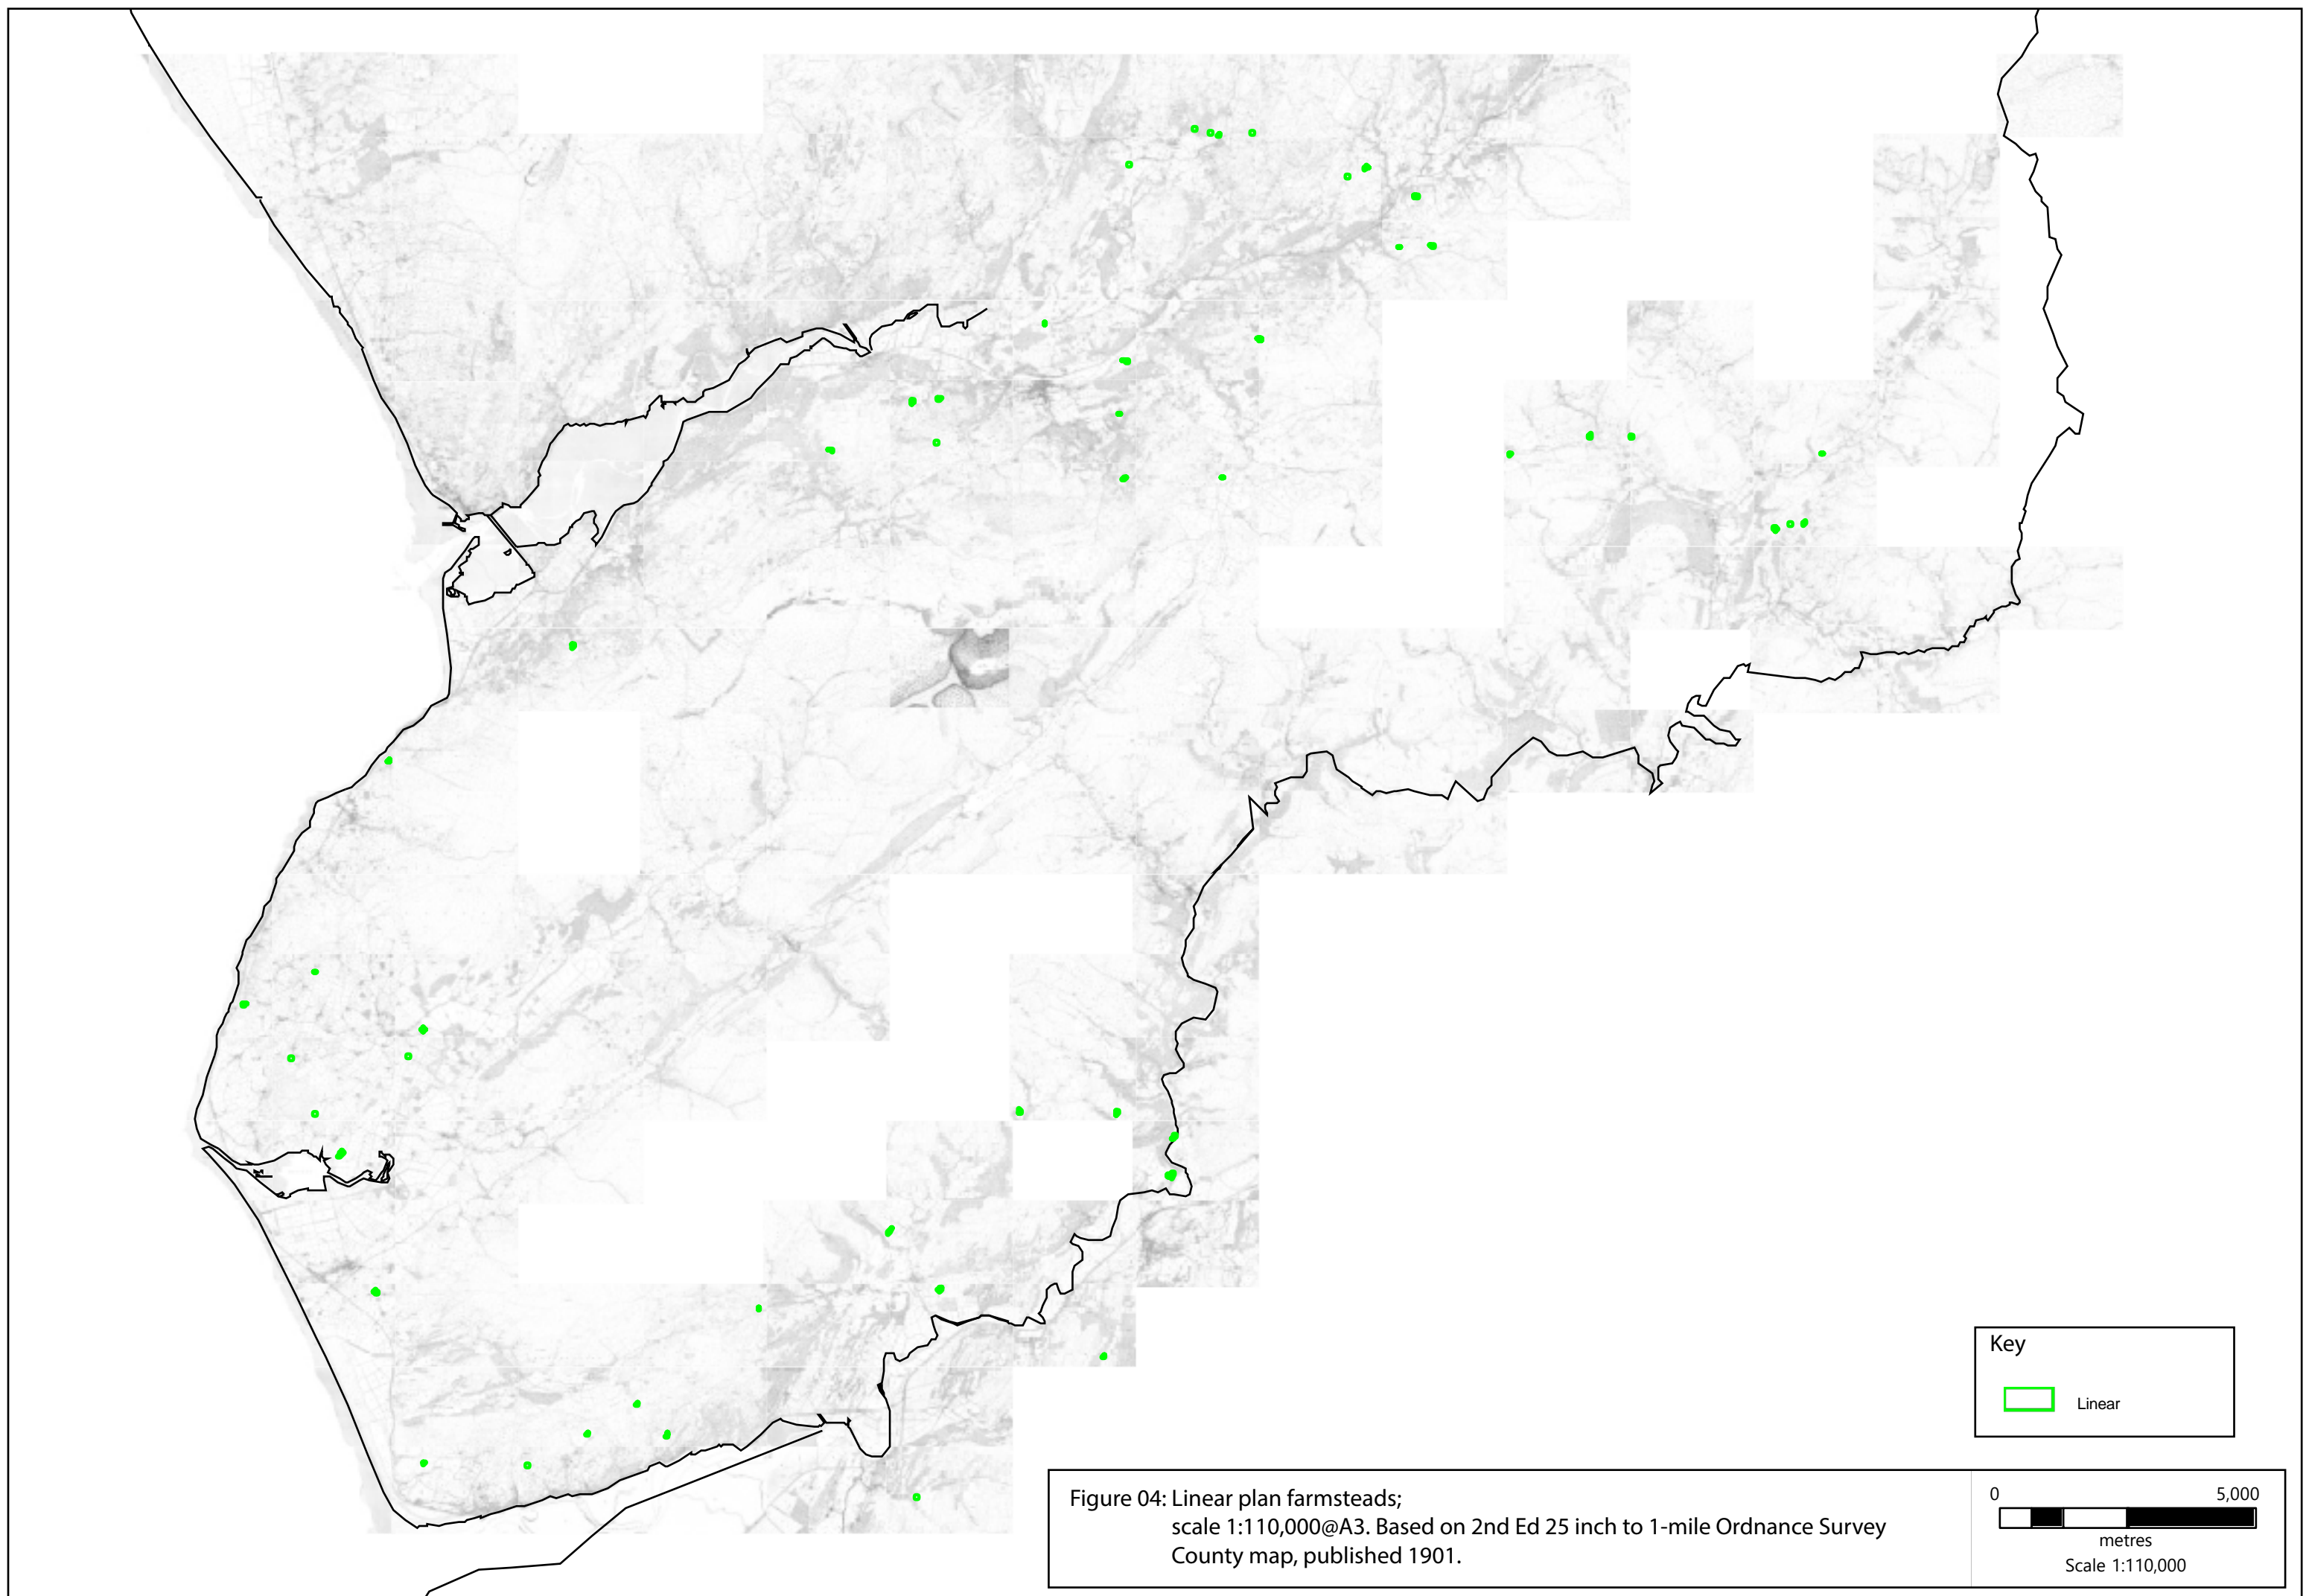 Key
Linear
Figure 04: Linear plan farmsteads;
scale 1:110,000@A3. Based on 2nd Ed 25 inch to 1-mile Ordnance Survey
County map, published 1901.
0 5,000
metres
Scale 1:110,000